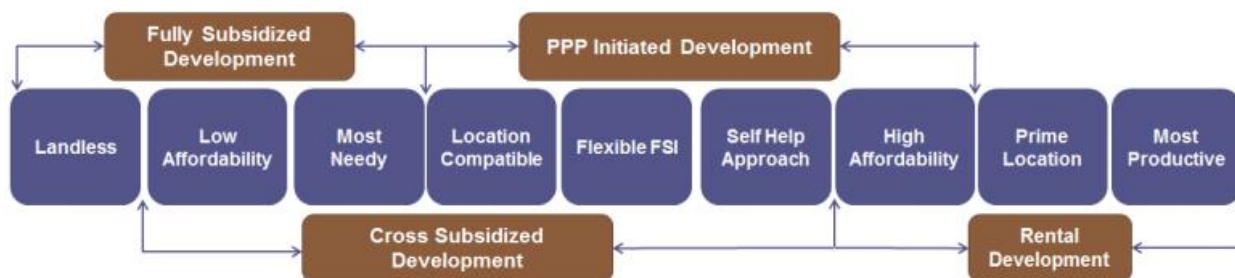 Fully Subsidized
Development
PPP Initiated Development
Landless
Low
Affordability
Most
Needy
Location
Compatible
Flexible FSI
Self Help
Approach
High
Affordability
Prime
Location
Most
Productive
Cross Subsidized
Development
Rental
Development